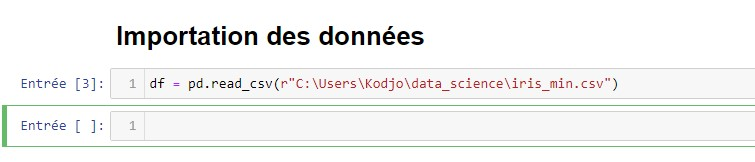 Importation des données
Entrée [3]: 1 df = pd.read_csv(r"C:\Users\Kodjo\data_science\iris_min.csv")
Entrée [ ]: 1